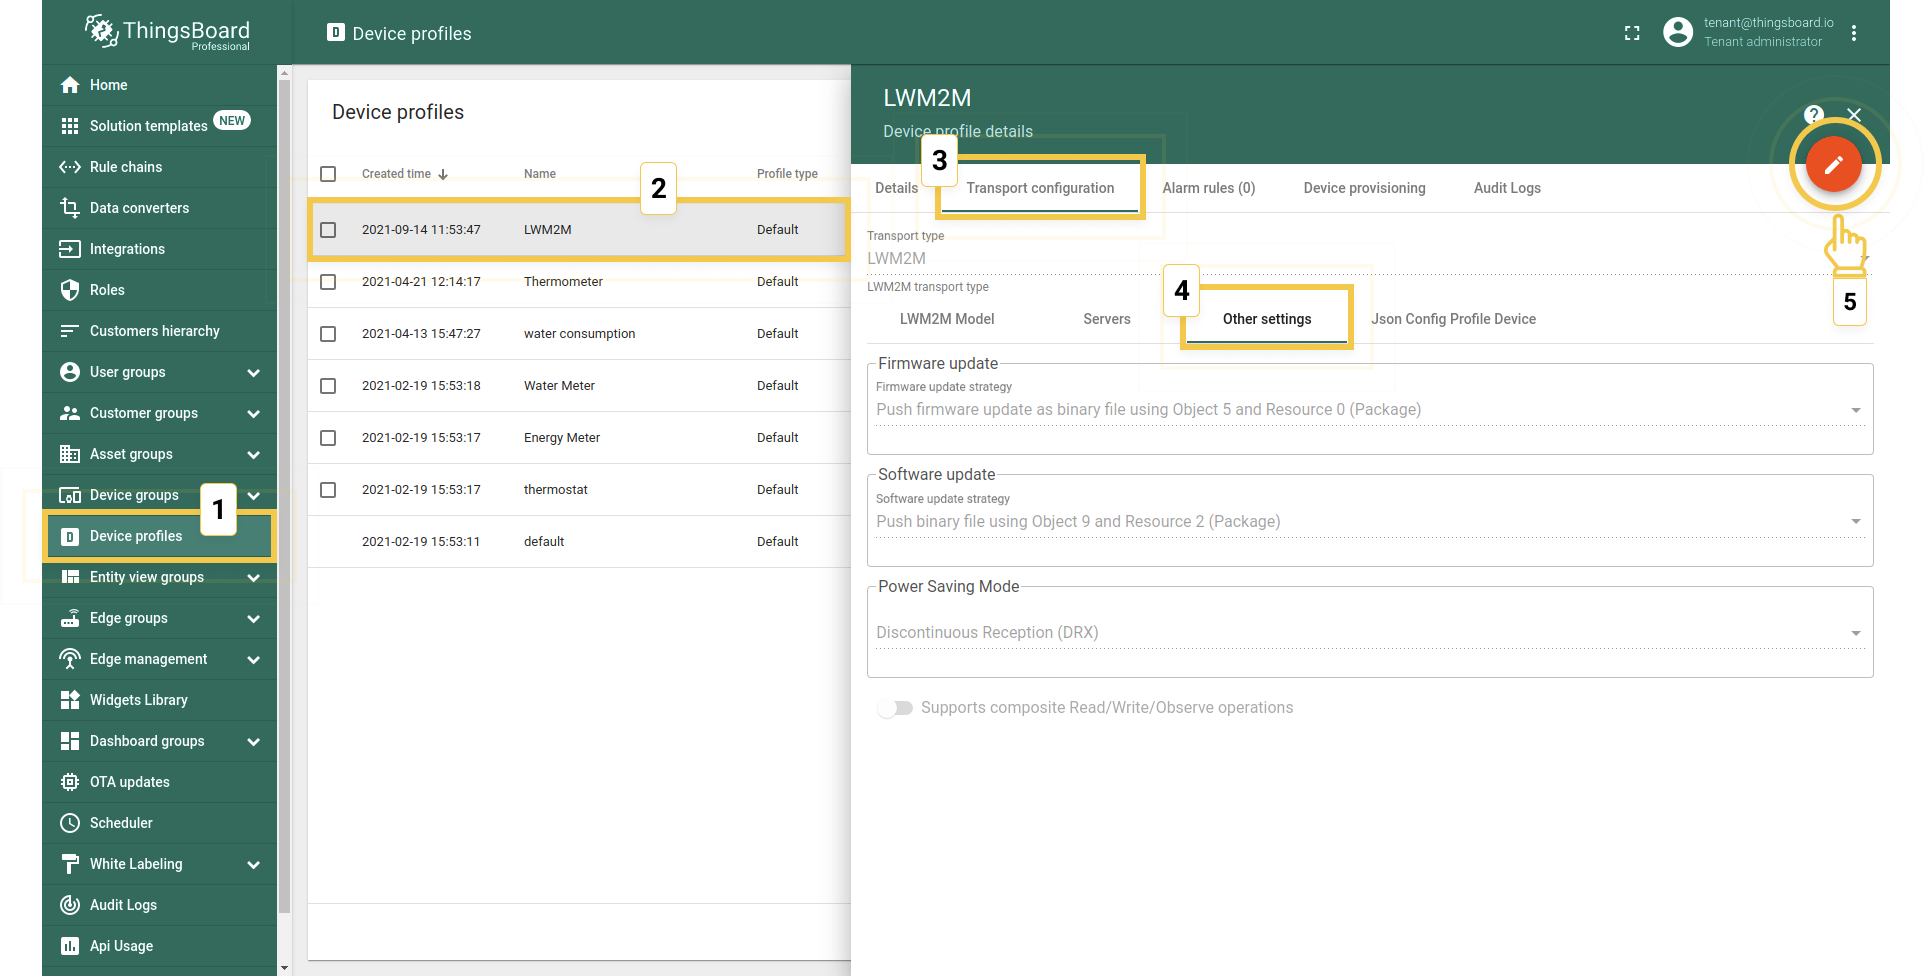 ThingsBoard
Professional
Device profiles
tenant@thingsboard.io
Tenant administrator
Home
Solution templates
NEW
Rule chains
Data converters
Integrations
Roles
Customers hierarchy
User groups
Customer groups
Asset groups
Device groups
1
Device profiles
Entity view groups
Edge groups
Edge management
Widgets Library
Dashboard groups
OTA updates
Scheduler
White Labeling
Audit Logs
Api Usage
Device profiles
Created time Name Profile type
2
2021-09-14 11:53:47 LWM2M Default
2021-04-21 12:14:17 Thermometer Default
2021-04-13 15:47:27 water consumption Default
2021-02-19 15:53:18 Water Meter Default
2021-02-19 15:53:17 Energy Meter Default
2021-02-19 15:53:17 thermostat Default
2021-02-19 15:53:11 default Default
LWM2M
Device profile details
?
3
Details Transport configuration Alarm rules (0) Device provisioning Audit Logs
Transport type
LWM2M
5
LWM2M transport type
4
LWM2M Model Servers Other settings Json Config Profile Device
Firmware update
Firmware update strategy
Push firmware update as binary file using Object 5 and Resource 0 (Package)
Software update
Software update strategy
Push binary file using Object 9 and Resource 2 (Package)
Power Saving Mode
Discontinuous Reception (DRX)
Supports composite Read/Write/Observe operations